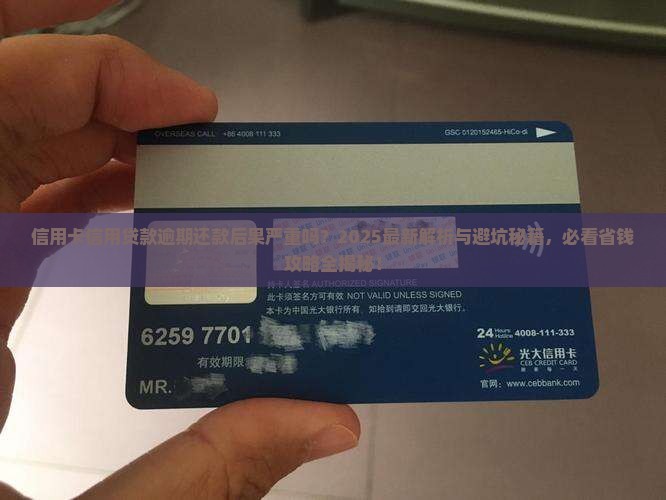 OVERSEAS CALL: +86 4008 111 333
GSC 0120152465-HiCo-di
信用卡信用贷款逾期还款后果严重吗？2025最新解析与避坑秘籍，必看省钱
攻略全揭秘！
持卡人签名 AUTHORIZED SIGNATURE
此卡须签名方可有效 NOT VALID UNLESS SIGNED
本卡为中国光大银行所有，如拾到请即交回光大银行。
6259 7701
24 Hours Hotline 4008-111-333
有效期限
光大信用卡
CEB CREDIT CARD
MR.
官网：www.cebbank.com